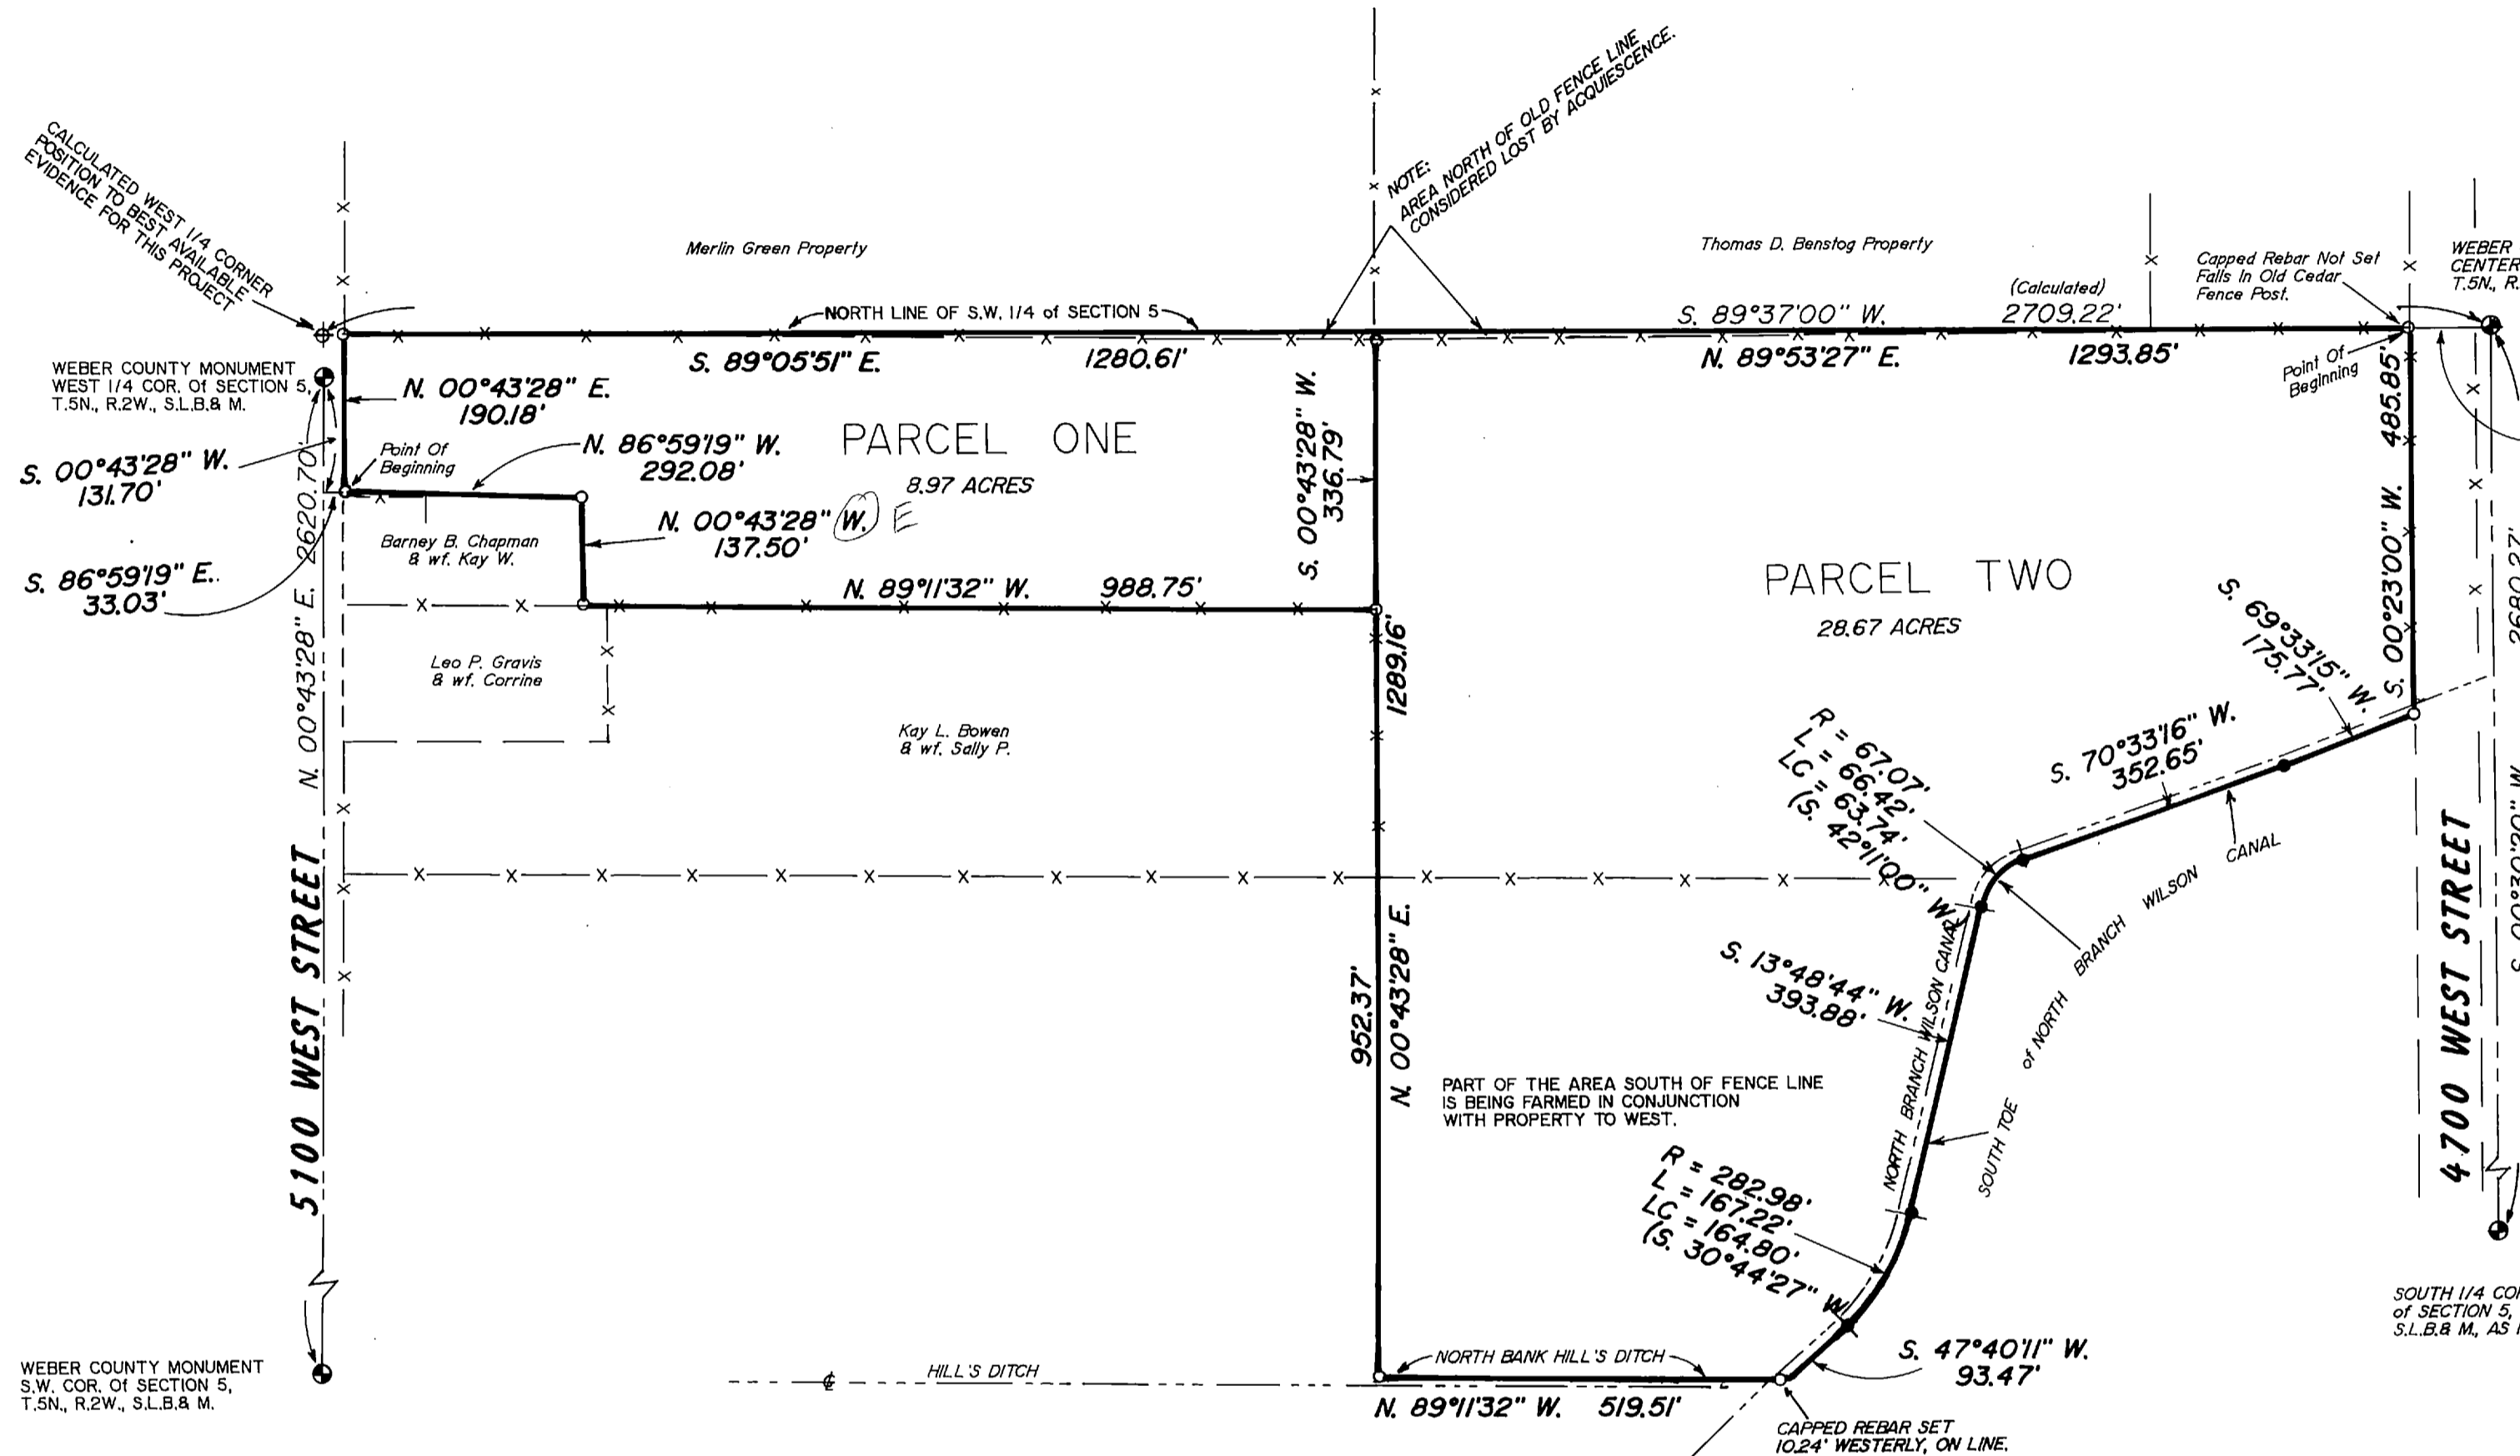 CALCULATED WEST 1/4 CORNER
POSITION TO BEST AVAILABLE
EVIDENCE FOR THIS PROJECT
NOTE:
AREA NORTH OF OLD FENCE LINE
CONSIDERED LOST BY ACQUIESCENCE.
Merlin Green Property
Thomas D. Benstog Property
Capped Rebar Not Set
Falls In Old Cedar
Fence Post.
WEBER
CENTER
T.5N., R.
NORTH LINE OF S.W. 1/4 of SECTION 5
S. 89°37'00" W.
(Calculated)
2709.22'
S. 89°05'51" E.
1280.61'
N. 89°53'27" E.
1293.85'
Point Of
Beginning
WEBER COUNTY MONUMENT
WEST 1/4 COR. Of SECTION 5,
T.5N., R.2W., S.L.B.& M.
N. 00°43'28" E.
190.18'
S. 00°43'28" W.
131.70'
Point Of
Beginning
N. 86°59'19" W.
292.08'
PARCEL ONE
8.97 ACRES
S. 00°43'28" W.
336.79'
485.85'
S. 00°23'00" W.
N. 00°43'28" W. E
137.50'
Barney B. Chapman
& wf. Kay W.
S. 86°59'19" E.
33.03'
N. 00°43'28" E. 2620.70'
N. 89°11'32" W. 988.75'
PARCEL TWO
28.67 ACRES
2680.27'
S. 00°30'20" W.
Leo P. Gravis
& wf. Corrine
Kay L. Bowen
& wf. Sally P.
1289.16'
S. 69°33'15" W.
175.77'
S. 70°33'16" W.
352.65'
R = 67.07'
L = 66.42'
LC = 63.74'
(S. 42°11'00" W.
SOUTH TOE of NORTH BRANCH WILSON CANAL
NORTH BRANCH WILSON CANAL
5100 WEST STREET
4700 WEST STREET
952.37'
N. 00°43'28" E.
S. 13°48'44" W.
393.88'
PART OF THE AREA SOUTH OF FENCE LINE
IS BEING FARMED IN CONJUNCTION
WITH PROPERTY TO WEST.
R = 282.98'
L = 167.22'
LC = 164.80'
(S. 30°44'27" W
SOUTH 1/4 COR
of SECTION 5,
S.L.B.& M., AS
WEBER COUNTY MONUMENT
S.W. COR. Of SECTION 5,
T.5N., R.2W., S.L.B.& M.
HILL'S DITCH
NORTH BANK HILL'S DITCH
S. 47°40'11" W.
93.47'
N. 89°11'32" W. 519.51'
CAPPED REBAR SET
10.24' WESTERLY, ON LINE.